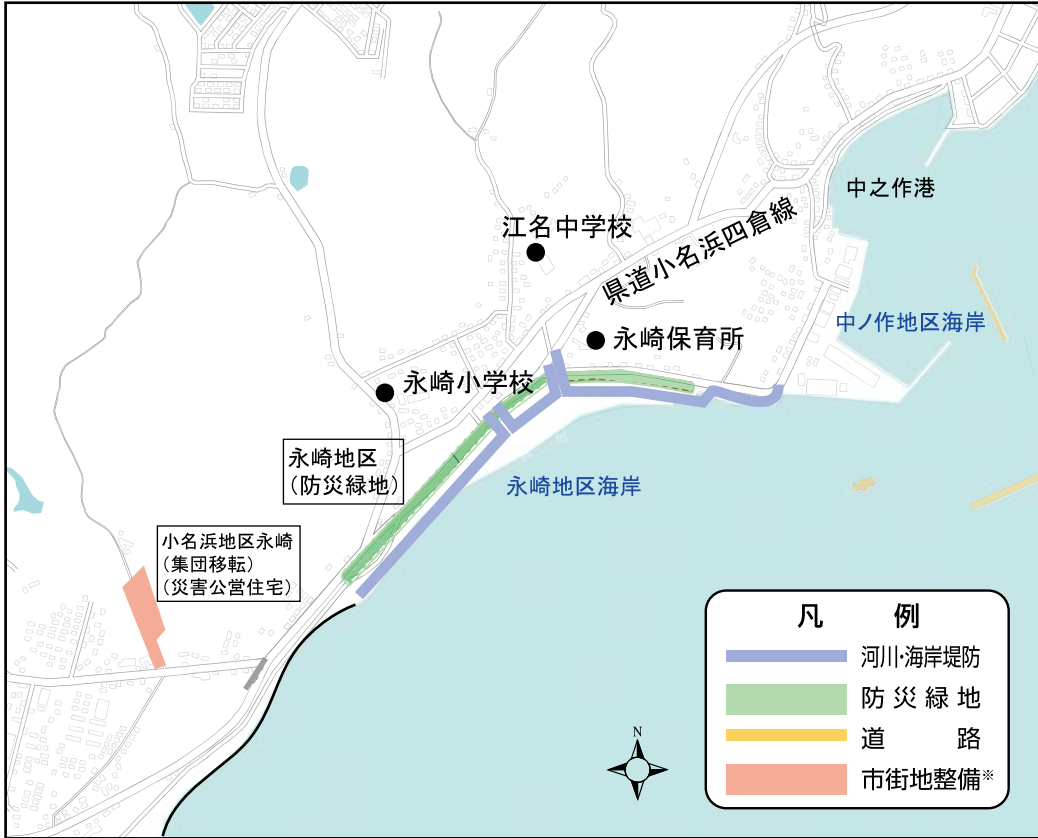 中之作港
江名中学校
県道小名浜四倉線
中ノ作地区海岸
永崎保育所
永崎小学校
永崎地区
（防災緑地）
永崎地区海岸
小名浜地区永崎
（集団移転）
（災害公営住宅）
凡 例
河川・海岸堤防
防災緑地
道 路
市街地整備※
N